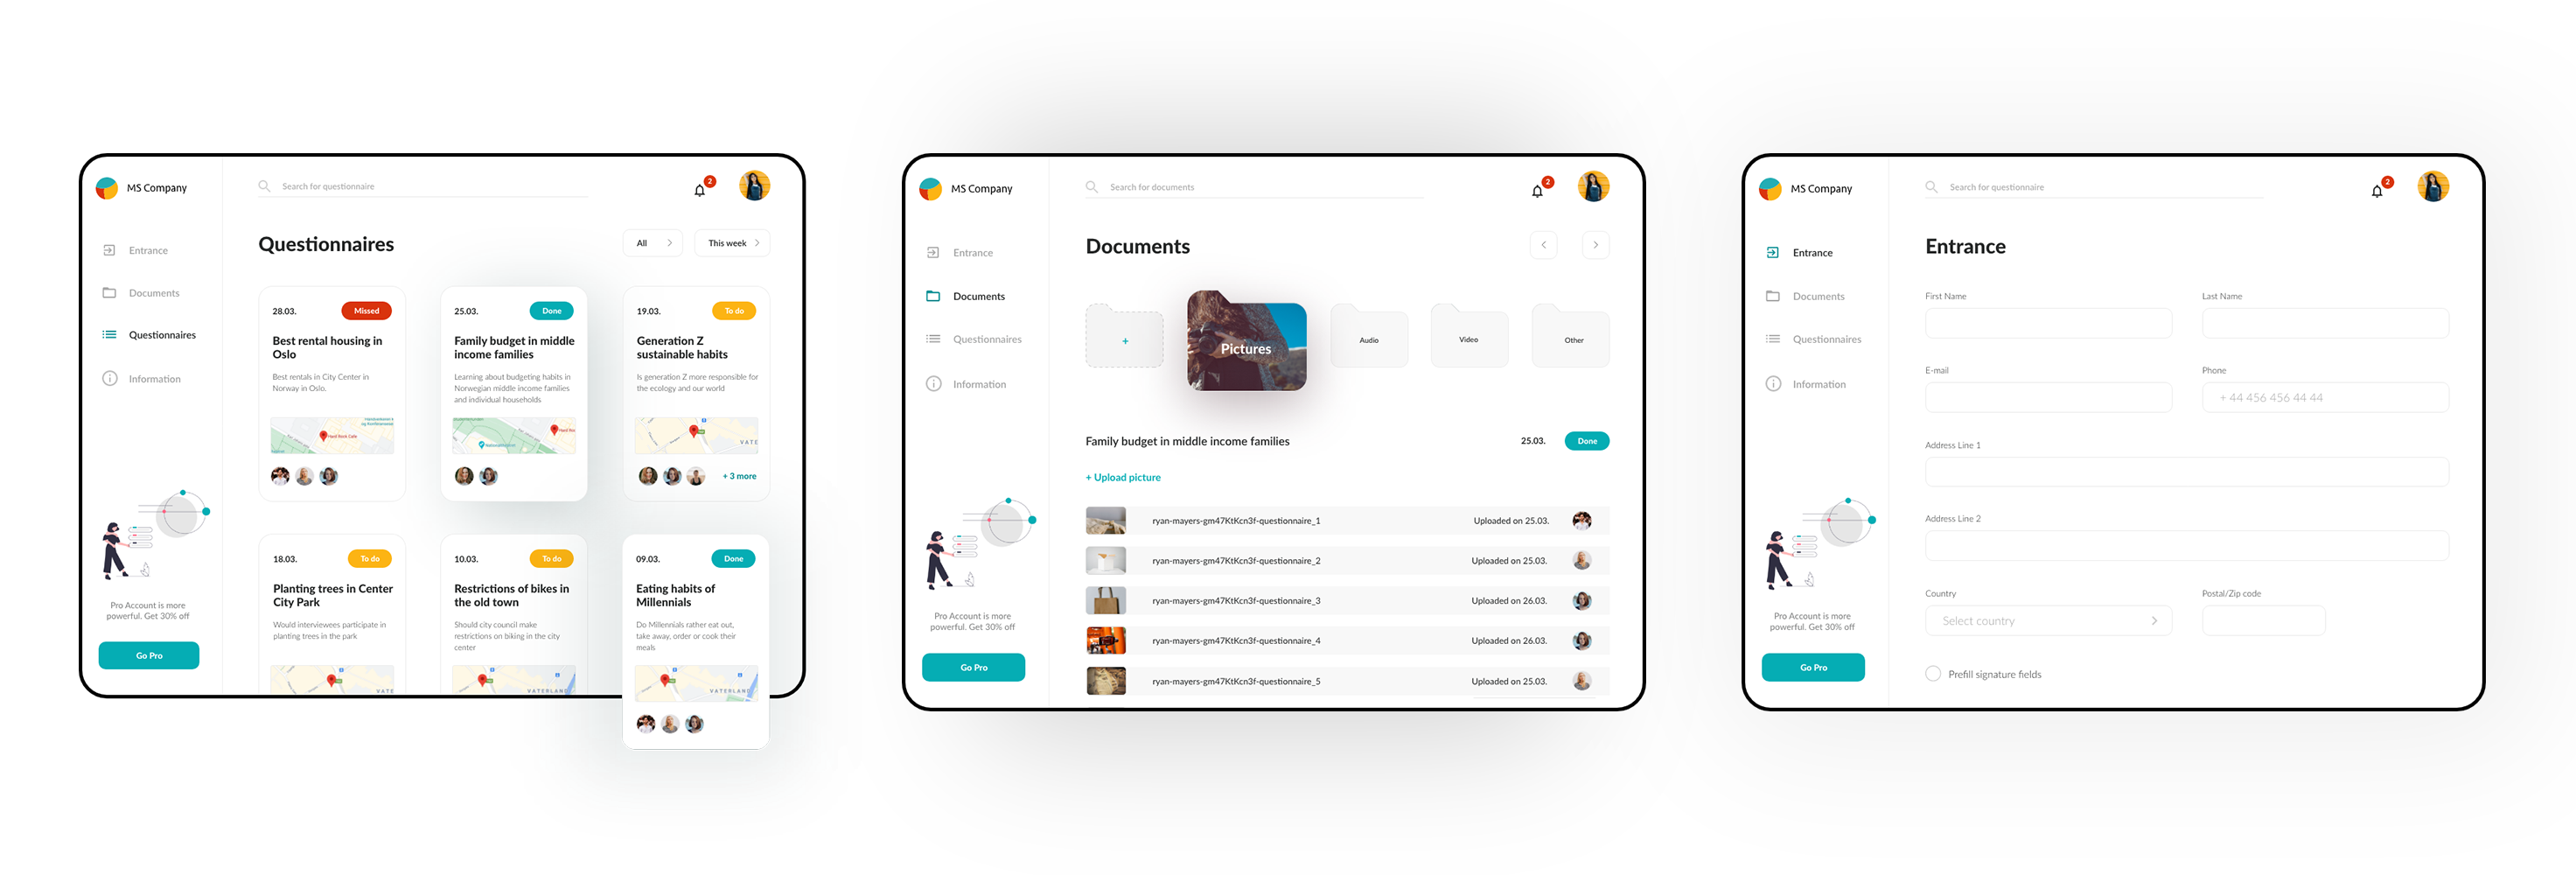 MS Company
Search for questionnaire
2
Entrance
Documents
Questionnaires
Information
Pro Account is more
powerful. Get 30% off
Go Pro
Questionnaires
All
This week
28.03.
Missed
Best rental housing in
Oslo
Best rentals in City Center in
Norway in Oslo.
Hard Rock Cafe
25.03.
Done
Family budget in middle
income families
Learning about budgeting habits in
Norwegian middle income families
and individual households
19.03.
To do
Generation Z
sustainable habits
Is generation Z more responsible for
the ecology and our world
VATE
+ 3 more
18.03.
To do
Planting trees in Center
City Park
Would interviewees participate in
planting trees in the park
VATE
10.03.
To do
Restrictions of bikes in
the old town
Should city council make
restrictions on biking in the city
center
VATERLAN
09.03.
Done
Eating habits of
Millennials
Do Millennials rather eat out,
take away, order or cook their
meals
VATERLAN
MS Company
Search for documents
2
Entrance
Documents
Questionnaires
Information
Pro Account is more
powerful. Get 30% off
Go Pro
Documents
+
Pictures
Audio
Video
Other
Family budget in middle income families
25.03.
Done
+ Upload picture
ryan-mayers-gm47KtKcn3f-questionnaire_1
Uploaded on 25.03.
ryan-mayers-gm47KtKcn3f-questionnaire_2
Uploaded on 25.03.
ryan-mayers-gm47KtKcn3f-questionnaire_3
Uploaded on 26.03.
ryan-mayers-gm47KtKcn3f-questionnaire_4
Uploaded on 26.03.
ryan-mayers-gm47KtKcn3f-questionnaire_5
Uploaded on 25.03.
MS Company
Search for questionnaire
2
Entrance
Documents
Questionnaires
Information
Pro Account is more
powerful. Get 30% off
Go Pro
Entrance
First Name
Last Name
E-mail
Phone
+ 44 456 456 44 44
Address Line 1
Address Line 2
Country
Select country
Postal/Zip code
Prefill signature fields